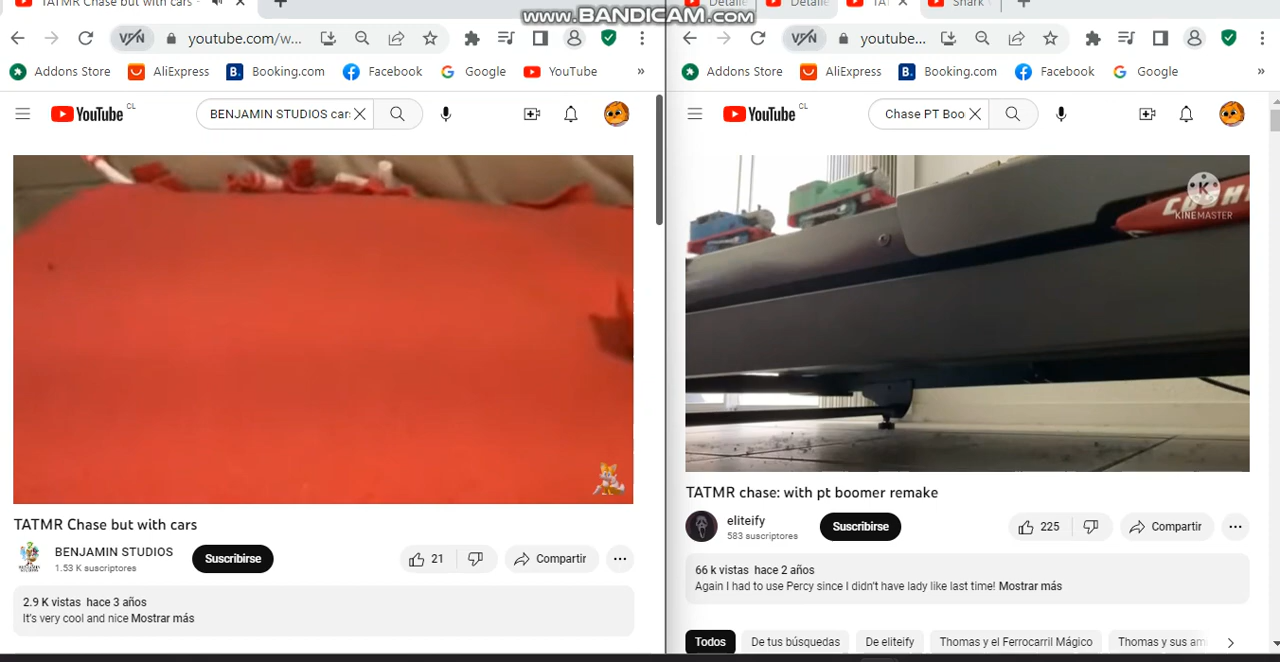 TATMR Chase but with cars -
www.BANDICAM.com
Detalle
Detalle
TAT
Shark
VPN
youtube.com/w...
VPN
youtube...
Addons Store
AliExpress
B.
Booking.com
Facebook
Google
YouTube
»
Addons Store
AliExpress
B.
Booking.com
Facebook
Google
»
YouTube CL
BENJAMIN STUDIOS car
YouTube CL
Chase PT Boo
K
KINEMASTER
TATMR Chase but with cars
BENJAMIN STUDIOS
1.53 K suscriptores
Suscribirse
21
Compartir
2.9 K vistas hace 3 años
It's very cool and nice Mostrar más
TATMR chase: with pt boomer remake
eliteify
583 suscriptores
Suscribirse
225
Compartir
66 k vistas hace 2 años
Again I had to use Percy since I didn't have lady like last time! Mostrar más
Todos
De tus búsquedas
De eliteify
Thomas y el Ferrocarril Mágico
Thomas y sus am